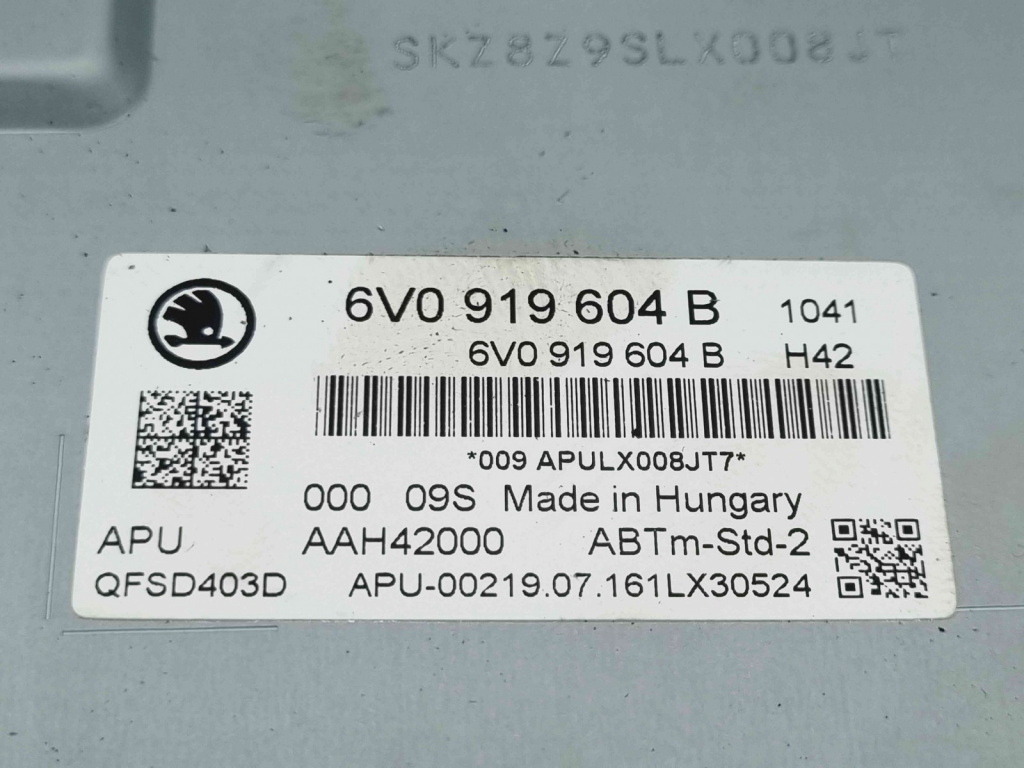 SKZ8Z9SLX008JT
6V0 919 604 B 1041
6V0 919 604 B H42
*009 APULX008JT7*
000 09S Made in Hungary
APU AAH42000 ABTm-Std-2
QFSD403D APU-00219.07.161LX30524